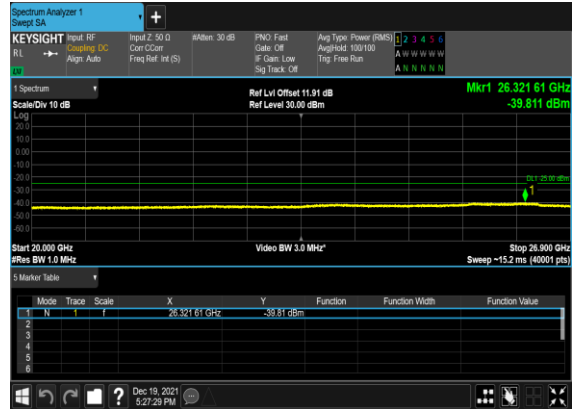 Spectrum Analyzer 1
Swept SA
+
KEYSIGHT Input: RF Input Z: 50 Ω #Atten: 30 dB PNO: Fast Avg Type: Power (RMS) 1 2 3 4 5 6
RL Coupling: DC Corr CCorr Gate: Off Avg|Hold: 100/100 A W W W W W
Align: Auto Freq Ref: Int (S) IF Gain: Low Trig: Free Run
Sig Track: Off A N N N N N
1 Spectrum
Ref Lvl Offset 11.91 dB Mkr1 26.321 61 GHz
Scale/Div 10 dB Ref Level 30.00 dBm -39.811 dBm
Log
20.0
10.0
0.00
-10.0
-20.0
DL1 -25.00 dBm
-30.0
1
-40.0
-50.0
-60.0
Start 20.000 GHz Video BW 3.0 MHz* Stop 26.900 GHz
#Res BW 1.0 MHz Sweep ~15.2 ms (40001 pts)
5 Marker Table
Mode Trace Scale X Y Function Function Width Function Value
1 N 1 f 26.321 61 GHz -39.81 dBm
2
3
4
5
6
? Dec 19, 2021
5:27:29 PM